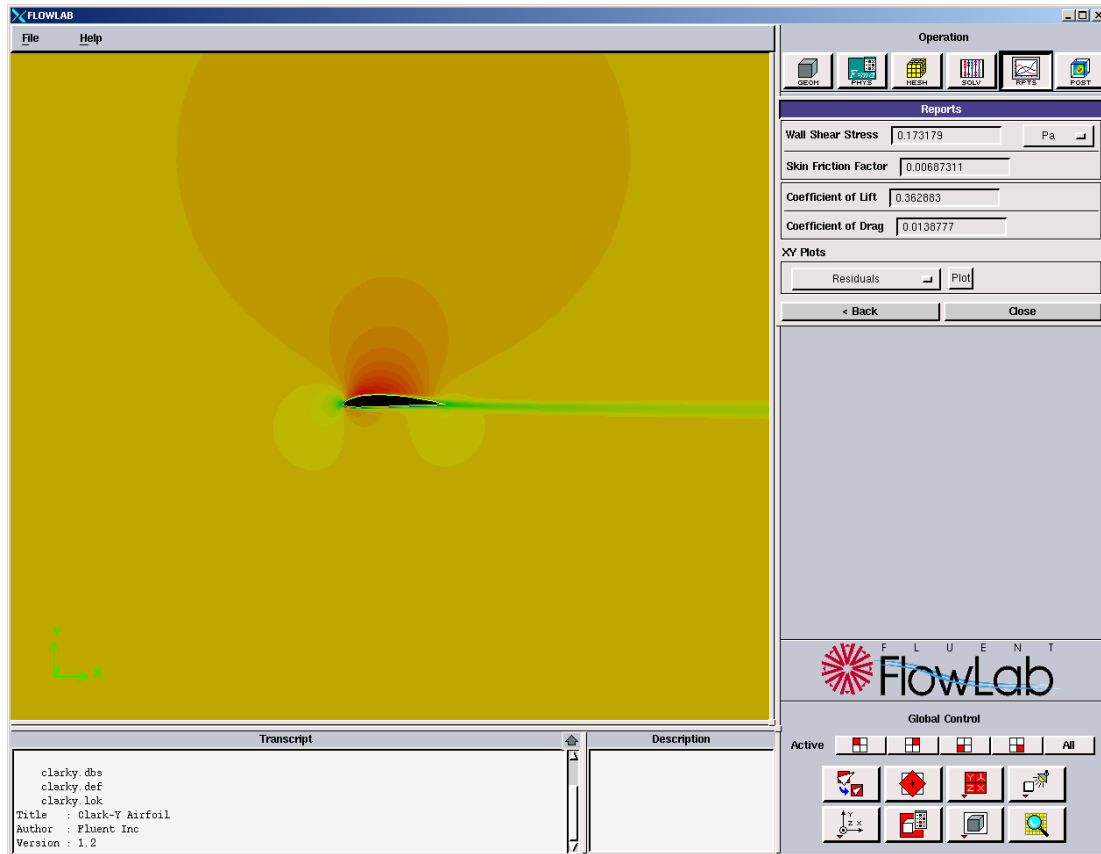 FLOWLAB
File Help
Operation
GEOM PHYS MESH SOLV RPTS POST
Reports
Wall Shear Stress 0.173179 Pa
Skin Friction Factor 0.00687311
Coefficient of Lift 0.362883
Coefficient of Drag 0.0138777
XY Plots
Residuals Plot
< Back Close
Y
Z X
FLUENT
FlowLab
Global Control
Active All
Y
Z X
Y
Z X
Transcript Description
clarky.dbs
clarky.def
clarky.lok
Title : Clark-Y Airfoil
Author : Fluent Inc
Version : 1.2